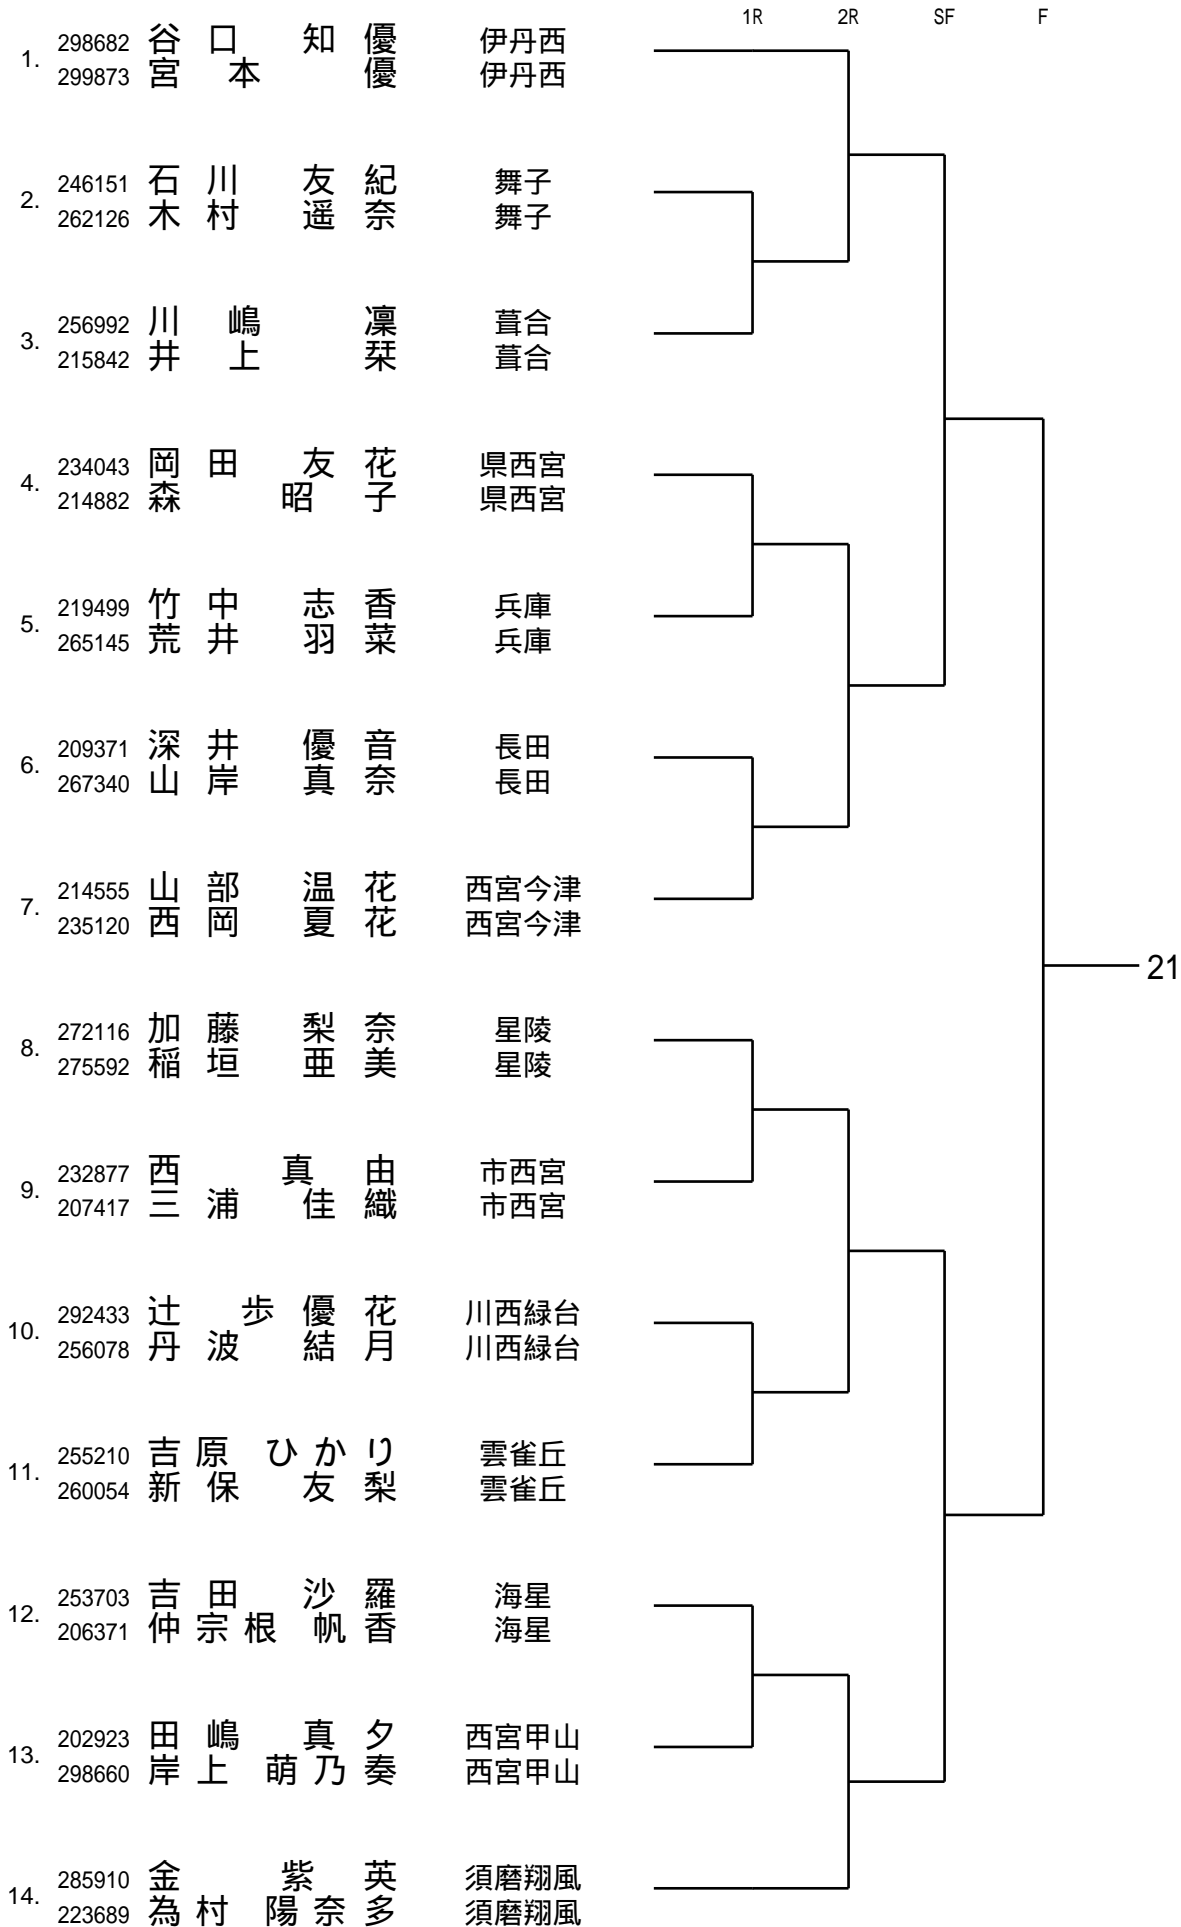 1R 2R SF F
1. 298682 谷口 知優 伊丹西
299873 宮本 優 伊丹西
2. 246151 石川 友紀 舞子
262126 木村 遥奈 舞子
3. 256992 川嶋 凜 葺合
215842 井上 栞 葺合
4. 234043 岡田 友花 県西宮
214882 森 昭子 県西宮
5. 219499 竹中 志香 兵庫
265145 荒井 羽菜 兵庫
6. 209371 深井 優音 長田
267340 山岸 真奈 長田
7. 214555 山部 温花 西宮今津
235120 西岡 夏花 西宮今津
21
8. 272116 加藤 梨奈 星陵
275592 稲垣 亜美 星陵
9. 232877 西 真由 市西宮
207417 三浦 佳織 市西宮
10. 292433 辻 歩優花 川西緑台
256078 丹波 結月 川西緑台
11. 255210 吉原 ひかり 雲雀丘
260054 新保 友梨 雲雀丘
12. 253703 吉田 沙羅 海星
206371 仲宗根 帆香 海星
13. 202923 田嶋 真夕 西宮甲山
298660 岸上 萌乃奏 西宮甲山
14. 285910 金 紫英 須磨翔風
223689 為村 陽奈多 須磨翔風